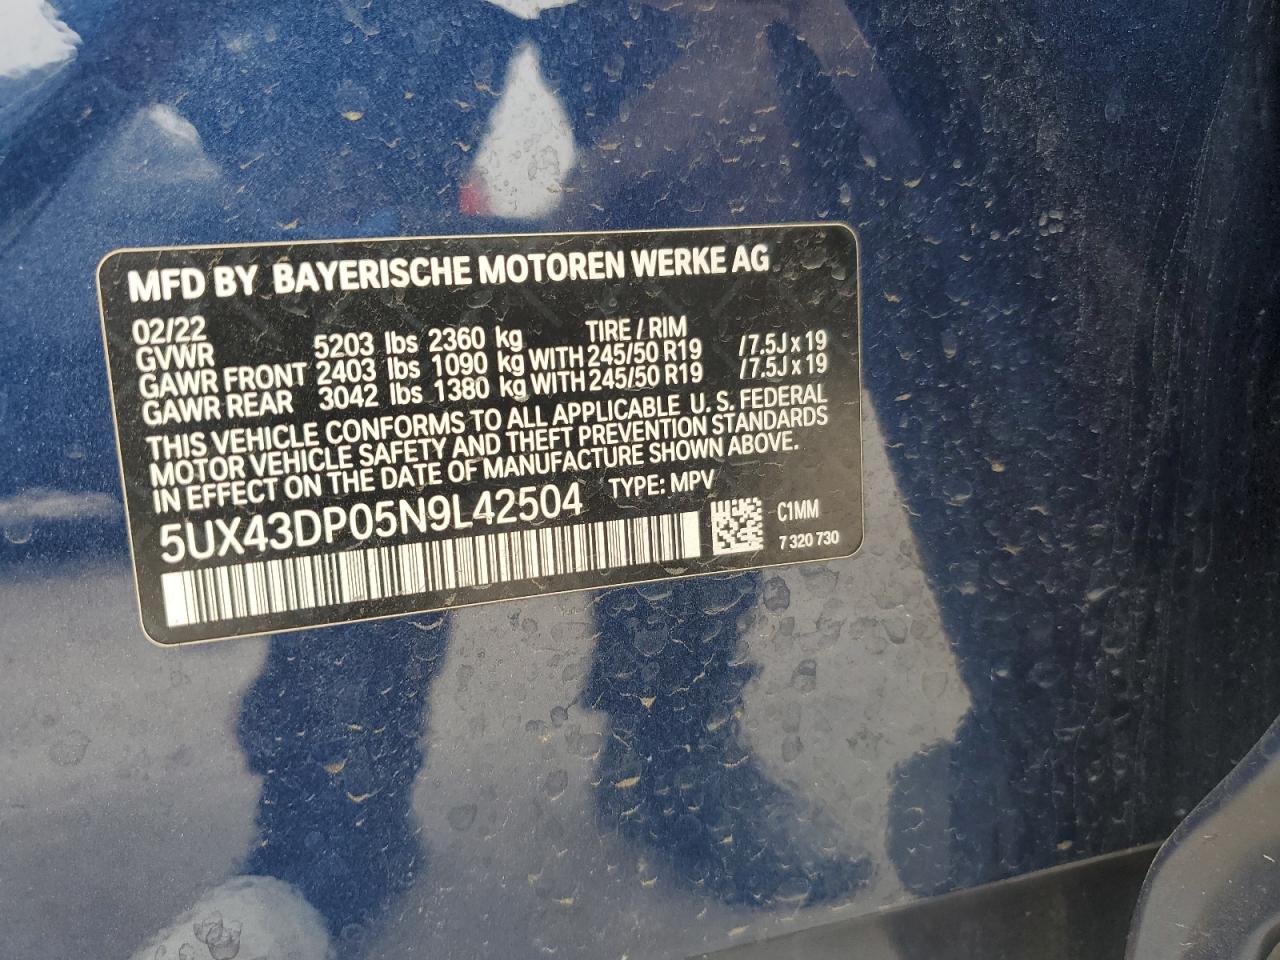 MFD BY BAYERISCHE MOTOREN WERKE AG
02/22
GVWR 5203 lbs 2360 kg TIRE / RIM
GAWR FRONT 2403 lbs 1090 kg WITH 245/50 R19 /7.5J x 19
GAWR REAR 3042 lbs 1380 kg WITH 245/50 R19 /7.5J x 19
THIS VEHICLE CONFORMS TO ALL APPLICABLE U. S. FEDERAL
MOTOR VEHICLE SAFETY AND THEFT PREVENTION STANDARDS
IN EFFECT ON THE DATE OF MANUFACTURE SHOWN ABOVE.
5UX43DP05N9L42504 TYPE: MPV
C1MM
7 320 730